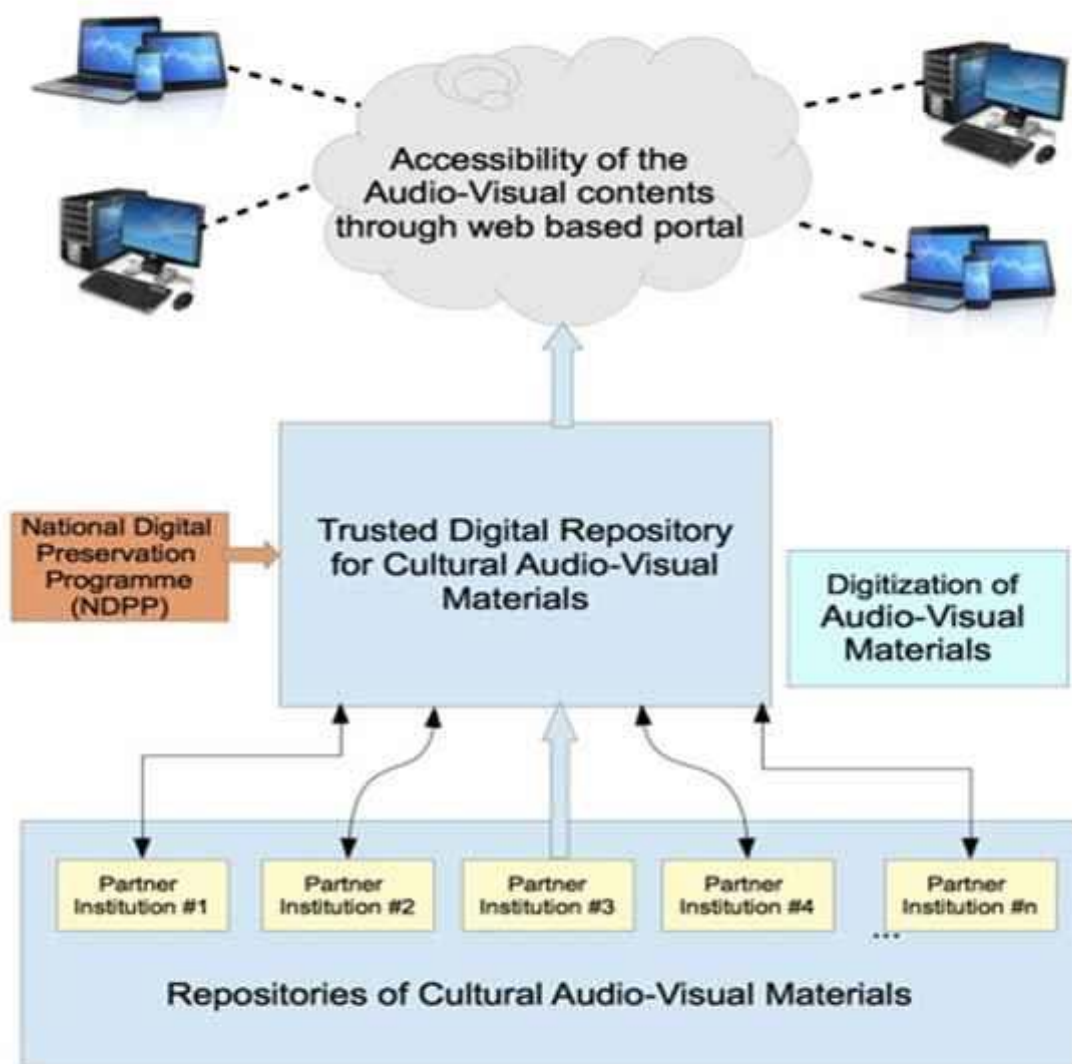 Accessibility of the
Audio-Visual contents
through web based portal
National Digital
Preservation
Programme
(NDPP)
Trusted Digital Repository
for Cultural Audio-Visual
Materials
Digitization of
Audio-Visual
Materials
Partner
Institution #1
Partner
Institution #2
Partner
Institution #3
Partner
Institution #4
...
Partner
Institution #n
Repositories of Cultural Audio-Visual Materials